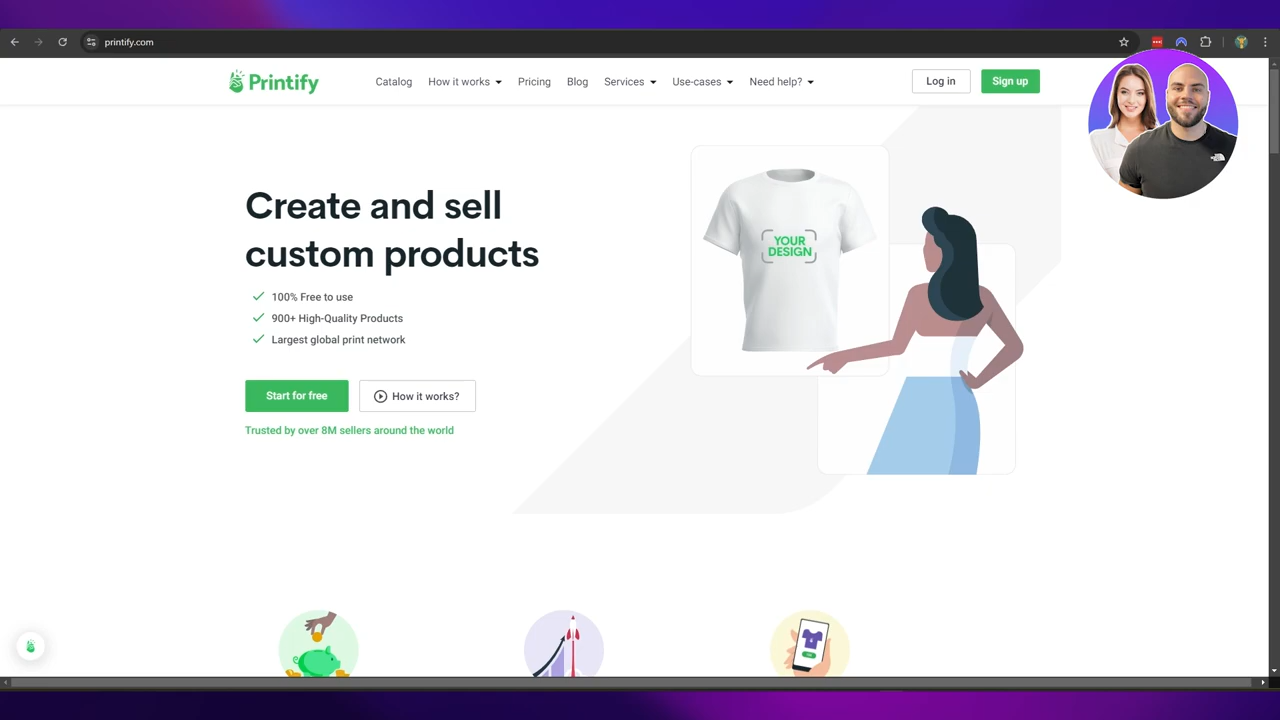 printify.com
Printify
Catalog How it works Pricing Blog Services Use-cases Need help? Log in Sign up
Create and sell
custom products
100% Free to use
900+ High-Quality Products
Largest global print network
Start for free How it works?
Trusted by over 8M sellers around the world
YOUR
DESIGN